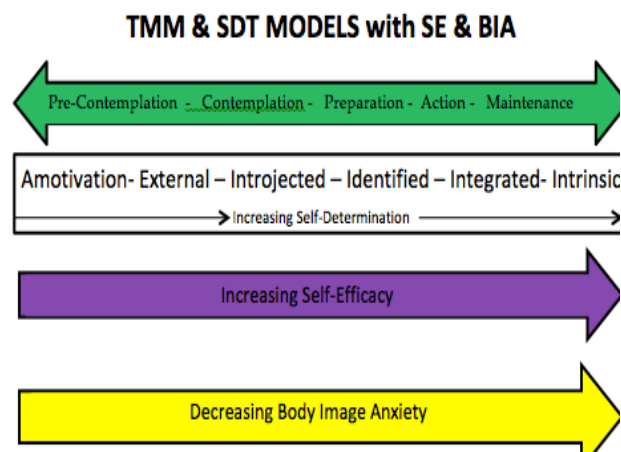 TMM & SDT MODELS with SE & BIA
Pre-Contemplation - Contemplation - Preparation - Action - Maintenance
Amotivation- External – Introjected – Identified – Integrated- Intrinsic
Increasing Self-Determination
Increasing Self-Efficacy
Decreasing Body Image Anxiety